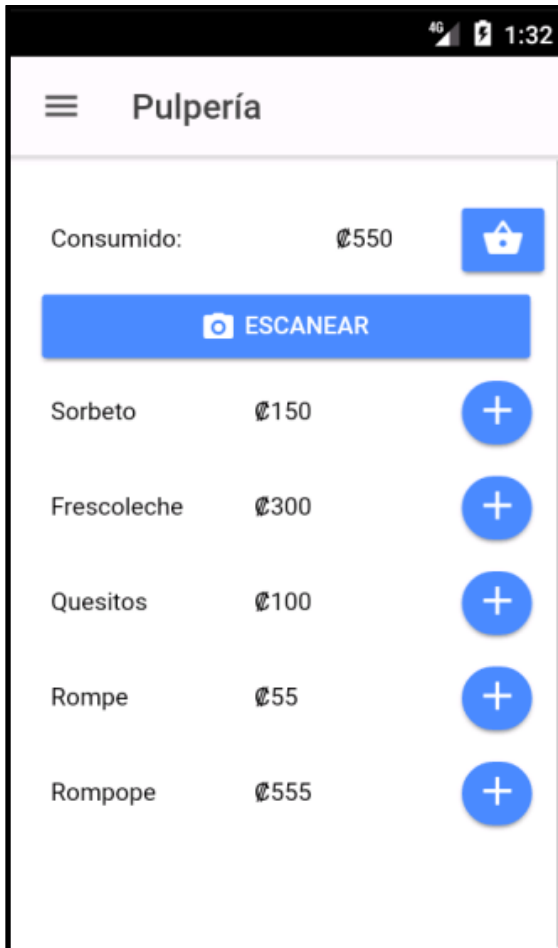 4G 1:32
Pulpería
Consumido: ₡550
ESCANEAR
Sorbeto ₡150
Frescoleche ₡300
Quesitos ₡100
Rompe ₡55
Rompope ₡555